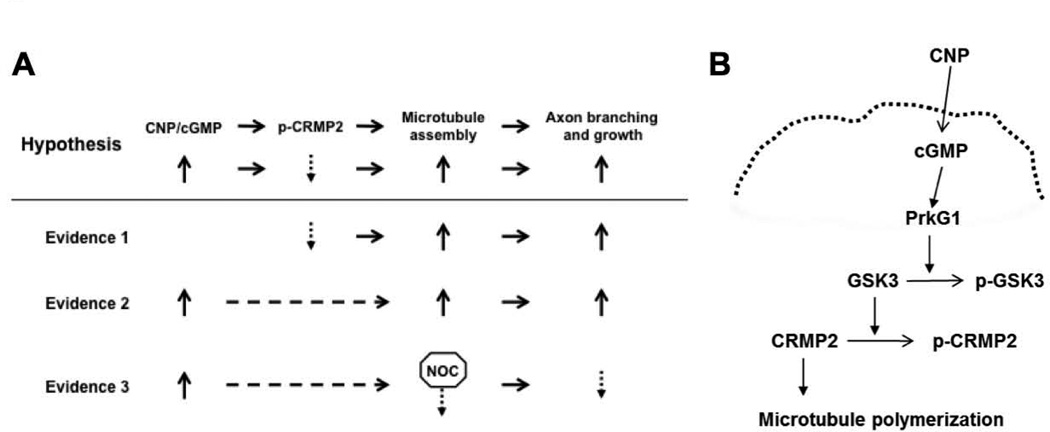 A
Hypothesis
CNP/cGMP
p-CRMP2
Microtubule
assembly
Axon branching
and growth
Evidence 1
Evidence 2
Evidence 3
NOC
B
CNP
cGMP
PrkG1
GSK3
p-GSK3
CRMP2
p-CRMP2
Microtubule polymerization